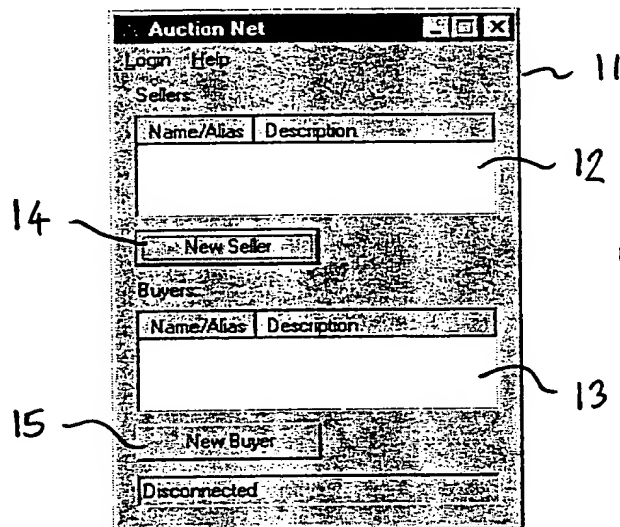 Auction Net
Login Help
11
Sellers:
Name/Alias Description
12
14
New Seller
Buyers:
Name/Alias Description
13
15
New Buyer
Disconnected